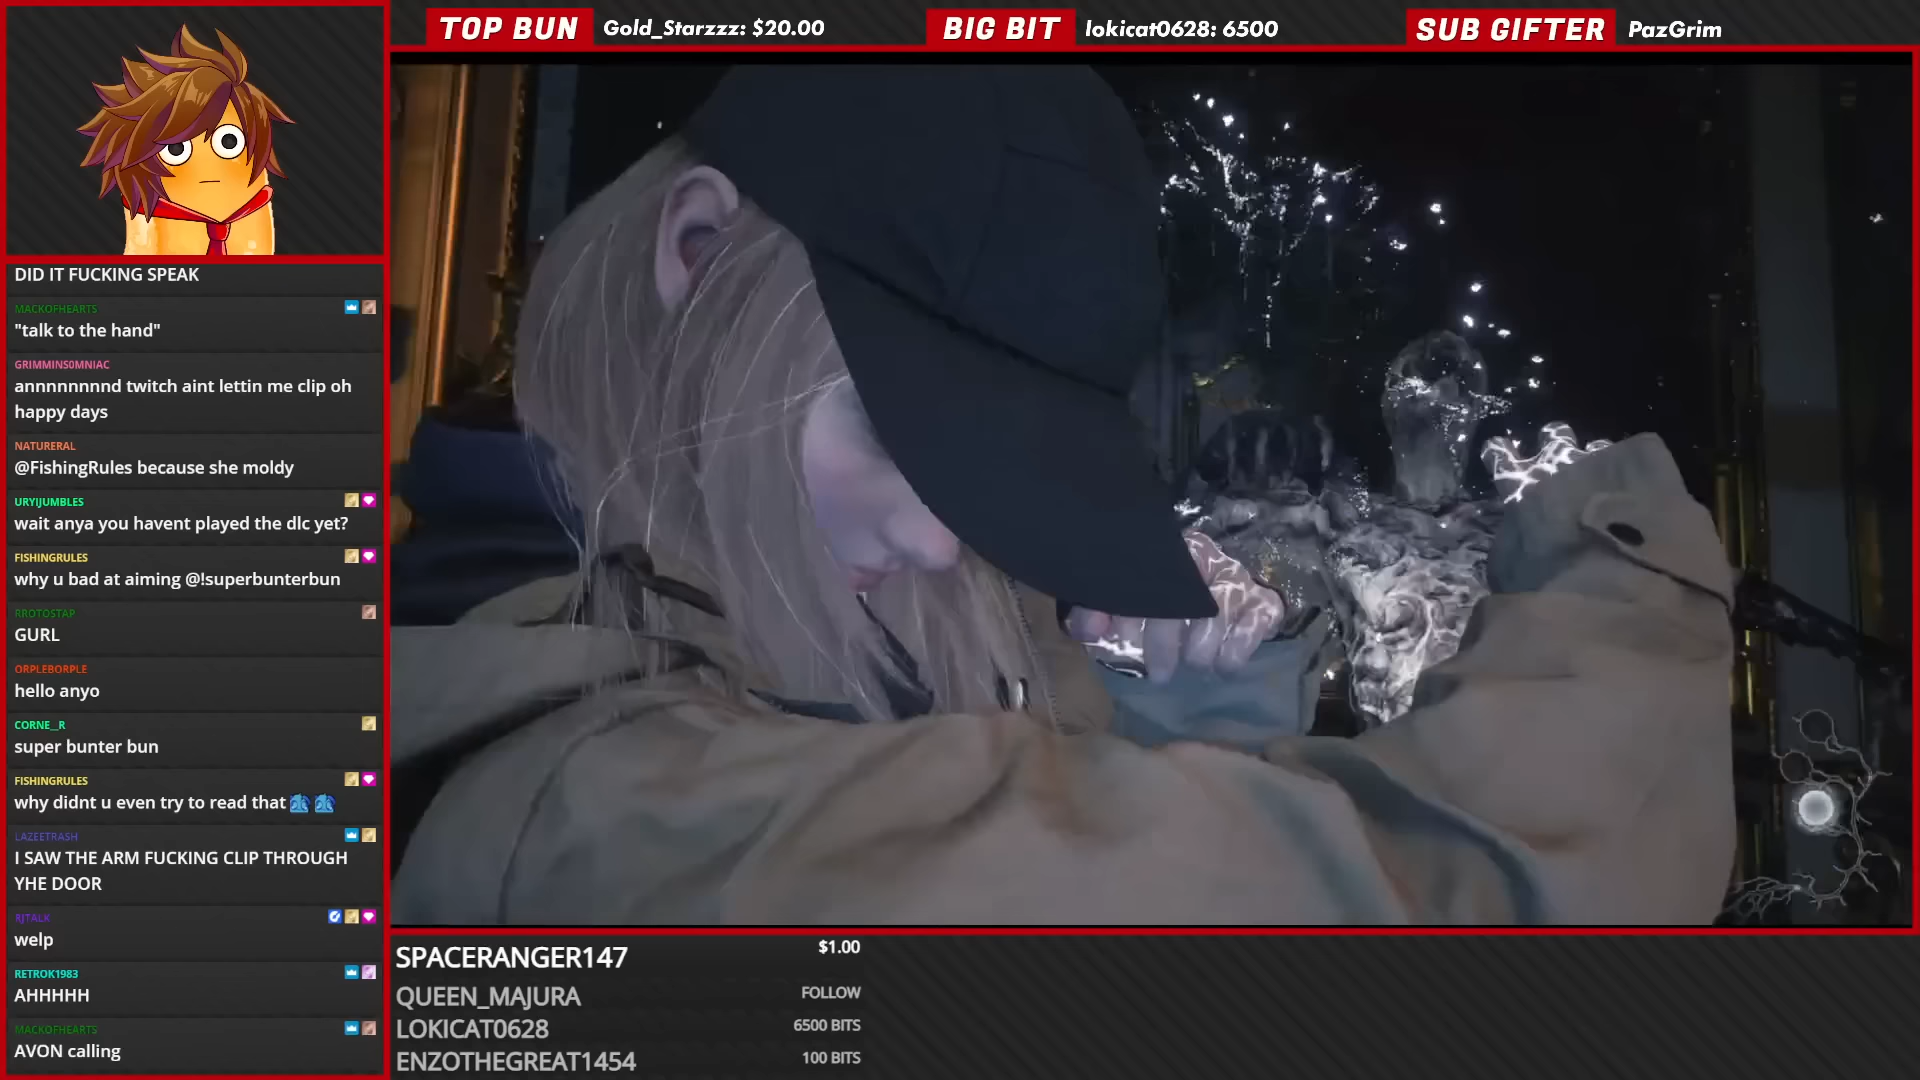 TOP BUN Gold_Starzzz: $20.00
BIG BIT lokicat0628: 6500
SUB GIFTER PazGrim
DID IT FUCKING SPEAK
MACKOFHEARTS
"talk to the hand"
GRIMMINS0MNIAC
annnnnnnnd twitch aint lettin me clip oh
happy days
NATURERAL
@FishingRules because she moldy
URYIJUMBLES
wait anya you havent played the dlc yet?
FISHINGRULES
why u bad at aiming @!superbunterbun
RROTOSTAP
GURL
ORPLEBORPLE
hello anyo
CORNE_R
super bunter bun
FISHINGRULES
why didnt u even try to read that
LAZEETRASH
I SAW THE ARM FUCKING CLIP THROUGH
YHE DOOR
RJTALK
welp
RETROK1983
AHHHHH
MACKOFHEARTS
AVON calling
SPACERANGER147 $1.00
QUEEN_MAJURA FOLLOW
LOKICAT0628 6500 BITS
ENZOTHEGREAT1454 100 BITS